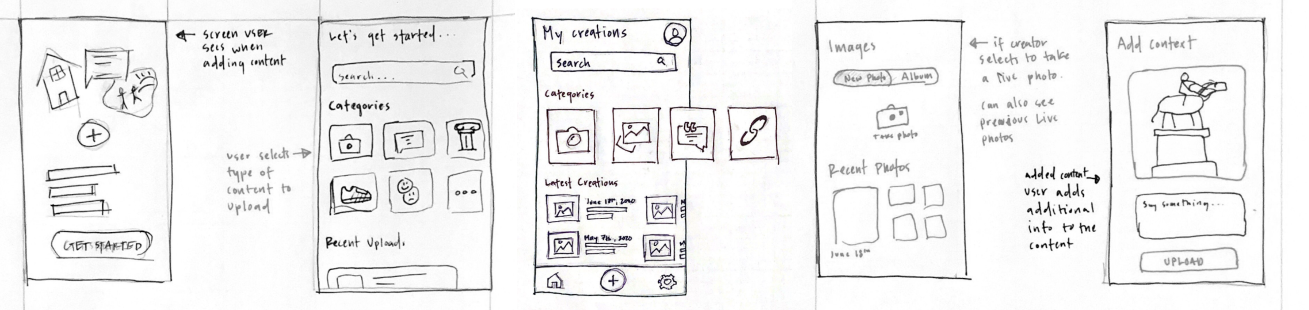 GET STARTED
SCREEN USER
SEES WHEN
adding content
user selects
type of
content to
upload
Let's get started...
Search...
Categories
Recent Uploads
My creations
Search
Categories
Latest Creations
June 18th, 2020
May 7th, 2020
Images
New Photo
Album
Take photo
Recent Photos
June 18th
if creator
selects to take
a live photo.
can also see
previous Live
photos
added content
user adds
additional
info to the
content
Add context
Say something...
UPLOAD